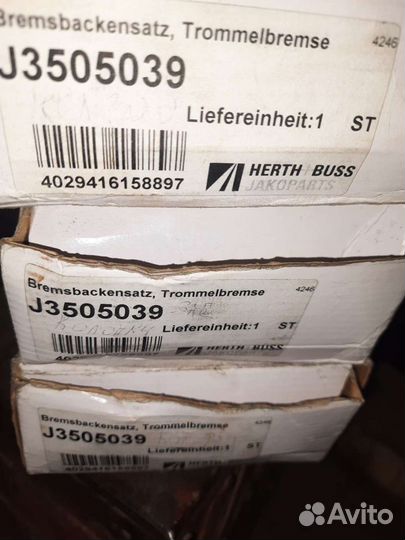 Bremsbackensatz, Trommelbremse
4246
J3505039
Liefereinheit:1 ST
4029416158897
HERTH BUSS
JAKOPARTS
Bremsbackensatz, Trommelbremse
4246
J3505039
Liefereinheit:1 ST
HERTH BUSS
Bremsbackensatz, Trommelbremse
4246
J3505039
Liefereinheit:1 ST
Avito